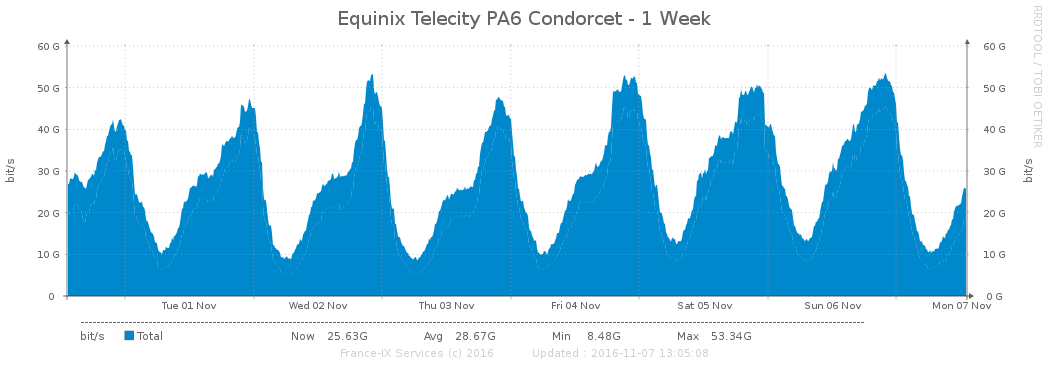 Equinix Telecity PA6 Condorcet - 1 Week
RRDTOOL / TOBI OETIKER
60 G 60 G
50 G 50 G
40 G 40 G
30 G 30 G
20 G 20 G
10 G 10 G
0 0 G
bit/s
bit/s
Tue 01 Nov Wed 02 Nov Thu 03 Nov Fri 04 Nov Sat 05 Nov Sun 06 Nov Mon 07 Nov
bit/s Total Now 25.63G Avg 28.67G Min 8.48G Max 53.34G
France-IX Services (c) 2016 Updated : 2016-11-07 13:05:08